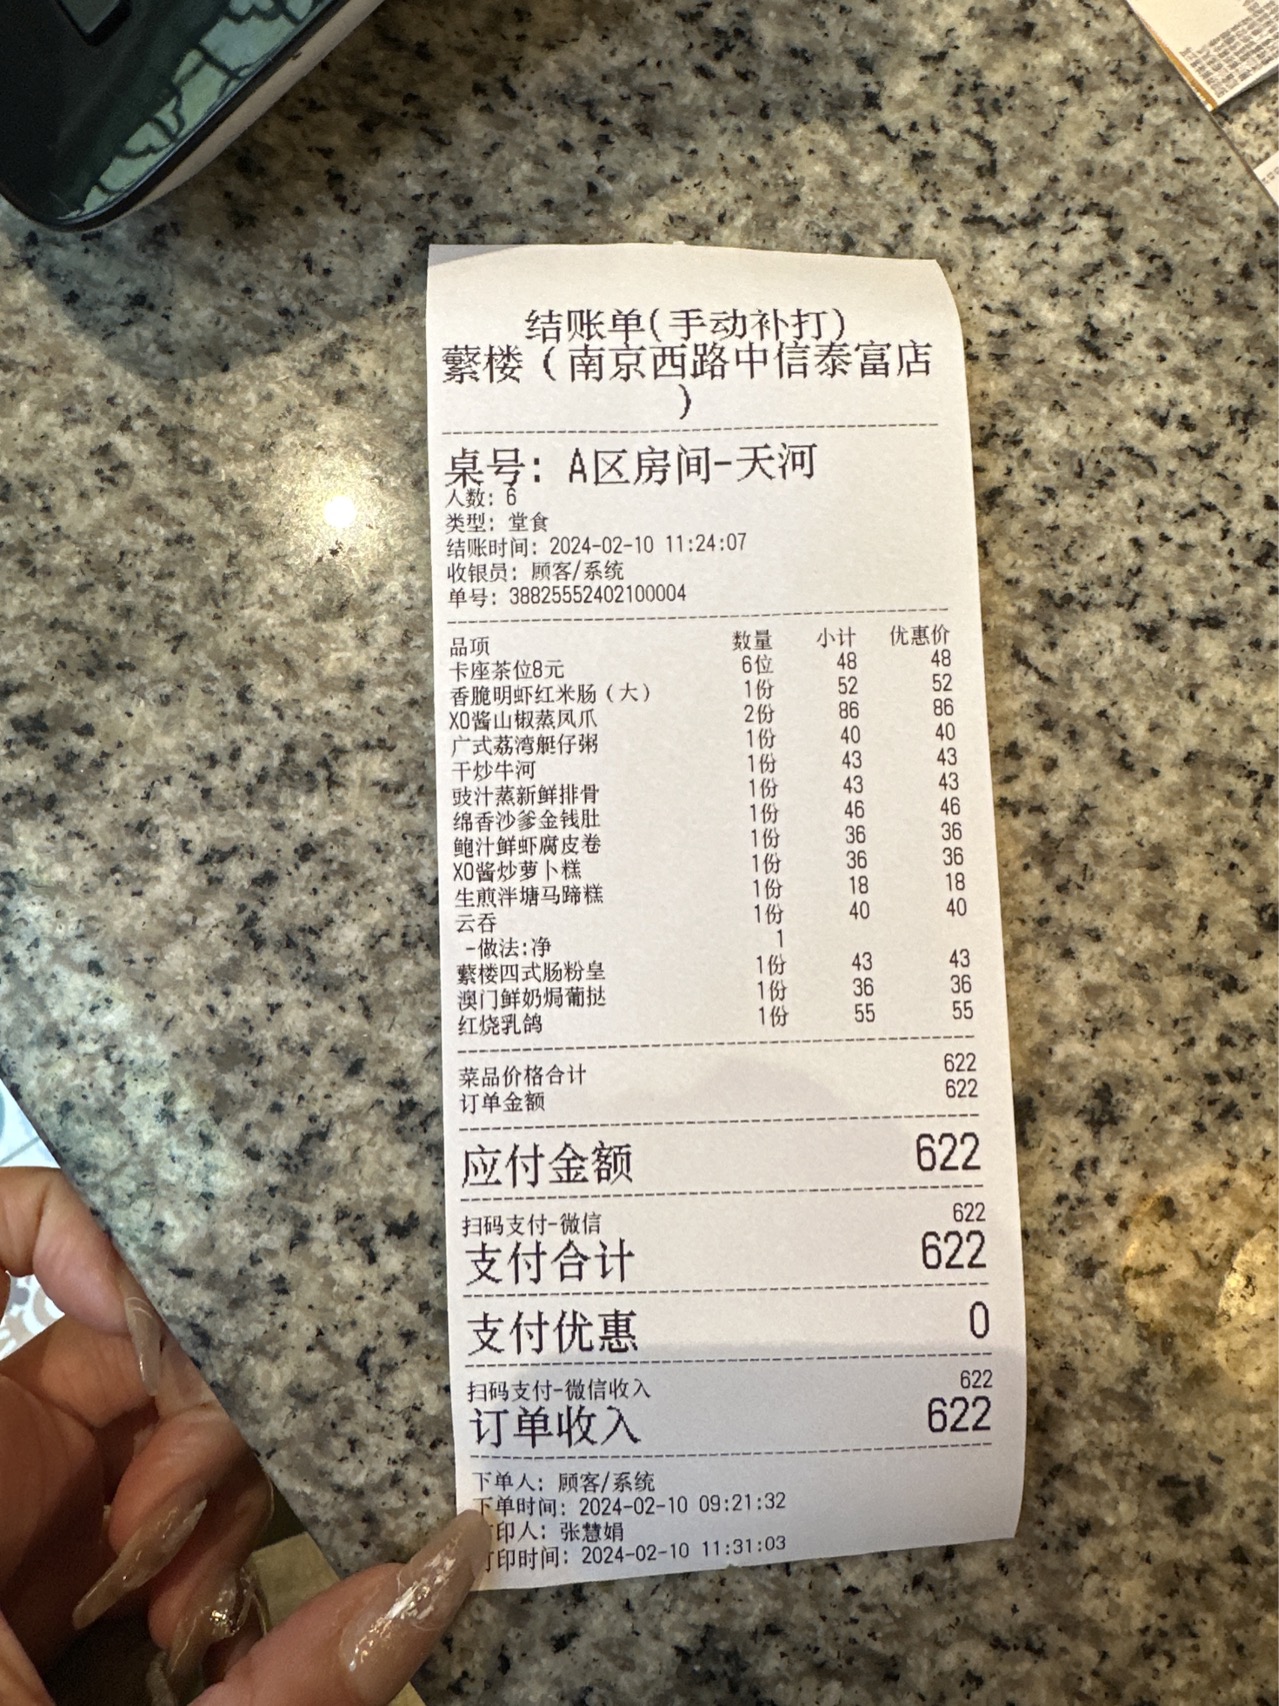 结账单(手动补打)
蘩楼（南京西路中信泰富店
）
桌号: A区房间-天河
人数: 6
类型: 堂食
结账时间: 2024-02-10 11:24:07
收银员: 顾客/系统
单号: 38825552402100004
品项 数量 小计 优惠价
卡座茶位8元 6位 48 48
香脆明虾红米肠（大） 1份 52 52
XO酱山椒蒸凤爪 2份 86 86
广式荔湾艇仔粥 1份 40 40
干炒牛河 1份 43 43
豉汁蒸新鲜排骨 1份 43 43
绵香沙爹金钱肚 1份 46 46
鲍汁鲜虾腐皮卷 1份 36 36
XO酱炒萝卜糕 1份 36 36
生煎泮塘马蹄糕 1份 18 18
云吞 1份 40 40
-做法:净 1
蘩楼四式肠粉皇 1份 43 43
澳门鲜奶焗葡挞 1份 36 36
红烧乳鸽 1份 55 55
菜品价格合计 622
订单金额 622
应付金额 622
扫码支付-微信 622
支付合计 622
支付优惠 0
扫码支付-微信收入 622
订单收入 622
下单人: 顾客/系统
下单时间: 2024-02-10 09:21:32
印人: 张慧娟
印时间: 2024-02-10 11:31:03